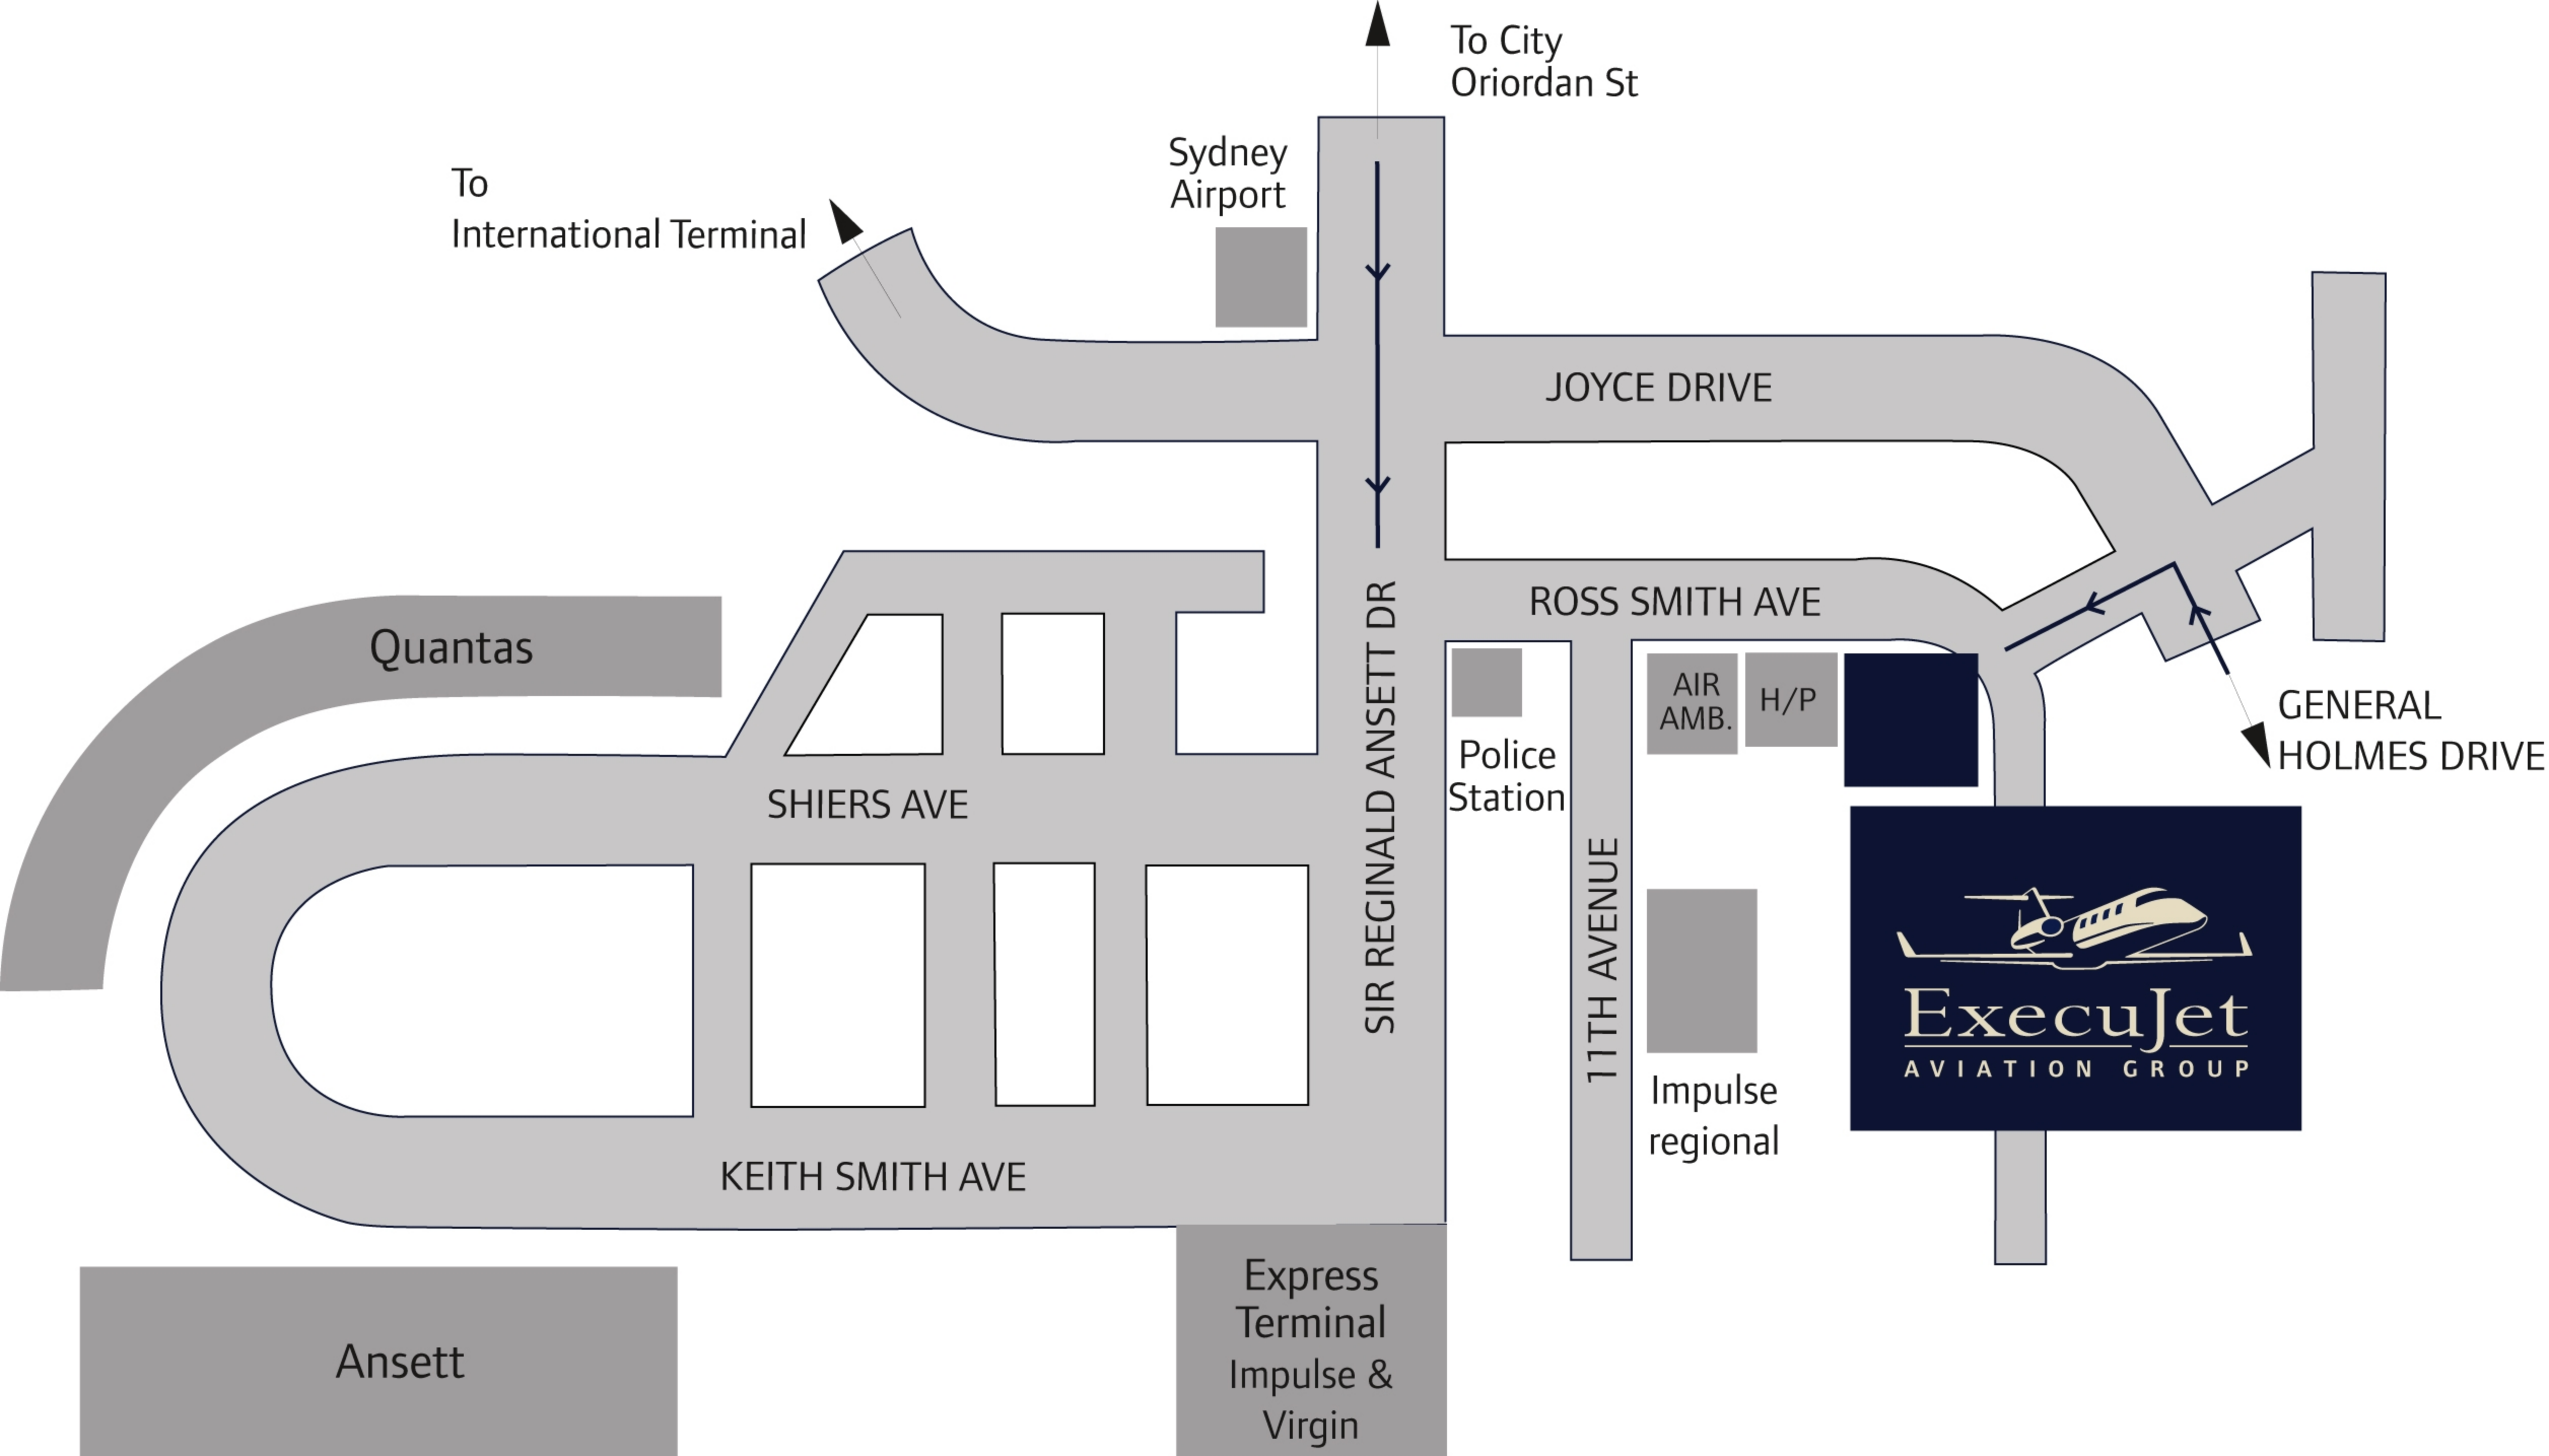 To City
Oriordan St
Sydney
Airport
To
International Terminal
JOYCE DRIVE
ROSS SMITH AVE
Quantas
SIR REGINALD ANSETT DR
AIR
AMB.
H/P
GENERAL
HOLMES DRIVE
Police
Station
SHIERS AVE
11TH AVENUE
ExecuJet
AVIATION GROUP
Impulse
regional
KEITH SMITH AVE
Express
Terminal
Impulse &
Virgin
Ansett